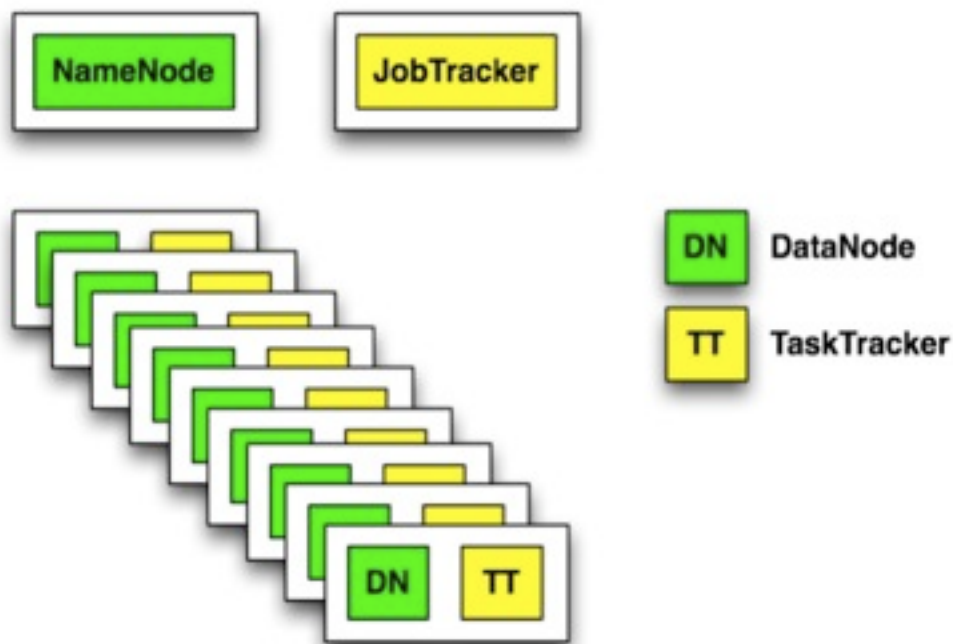 NameNode
JobTracker
DN DataNode
TT TaskTracker
DN TT